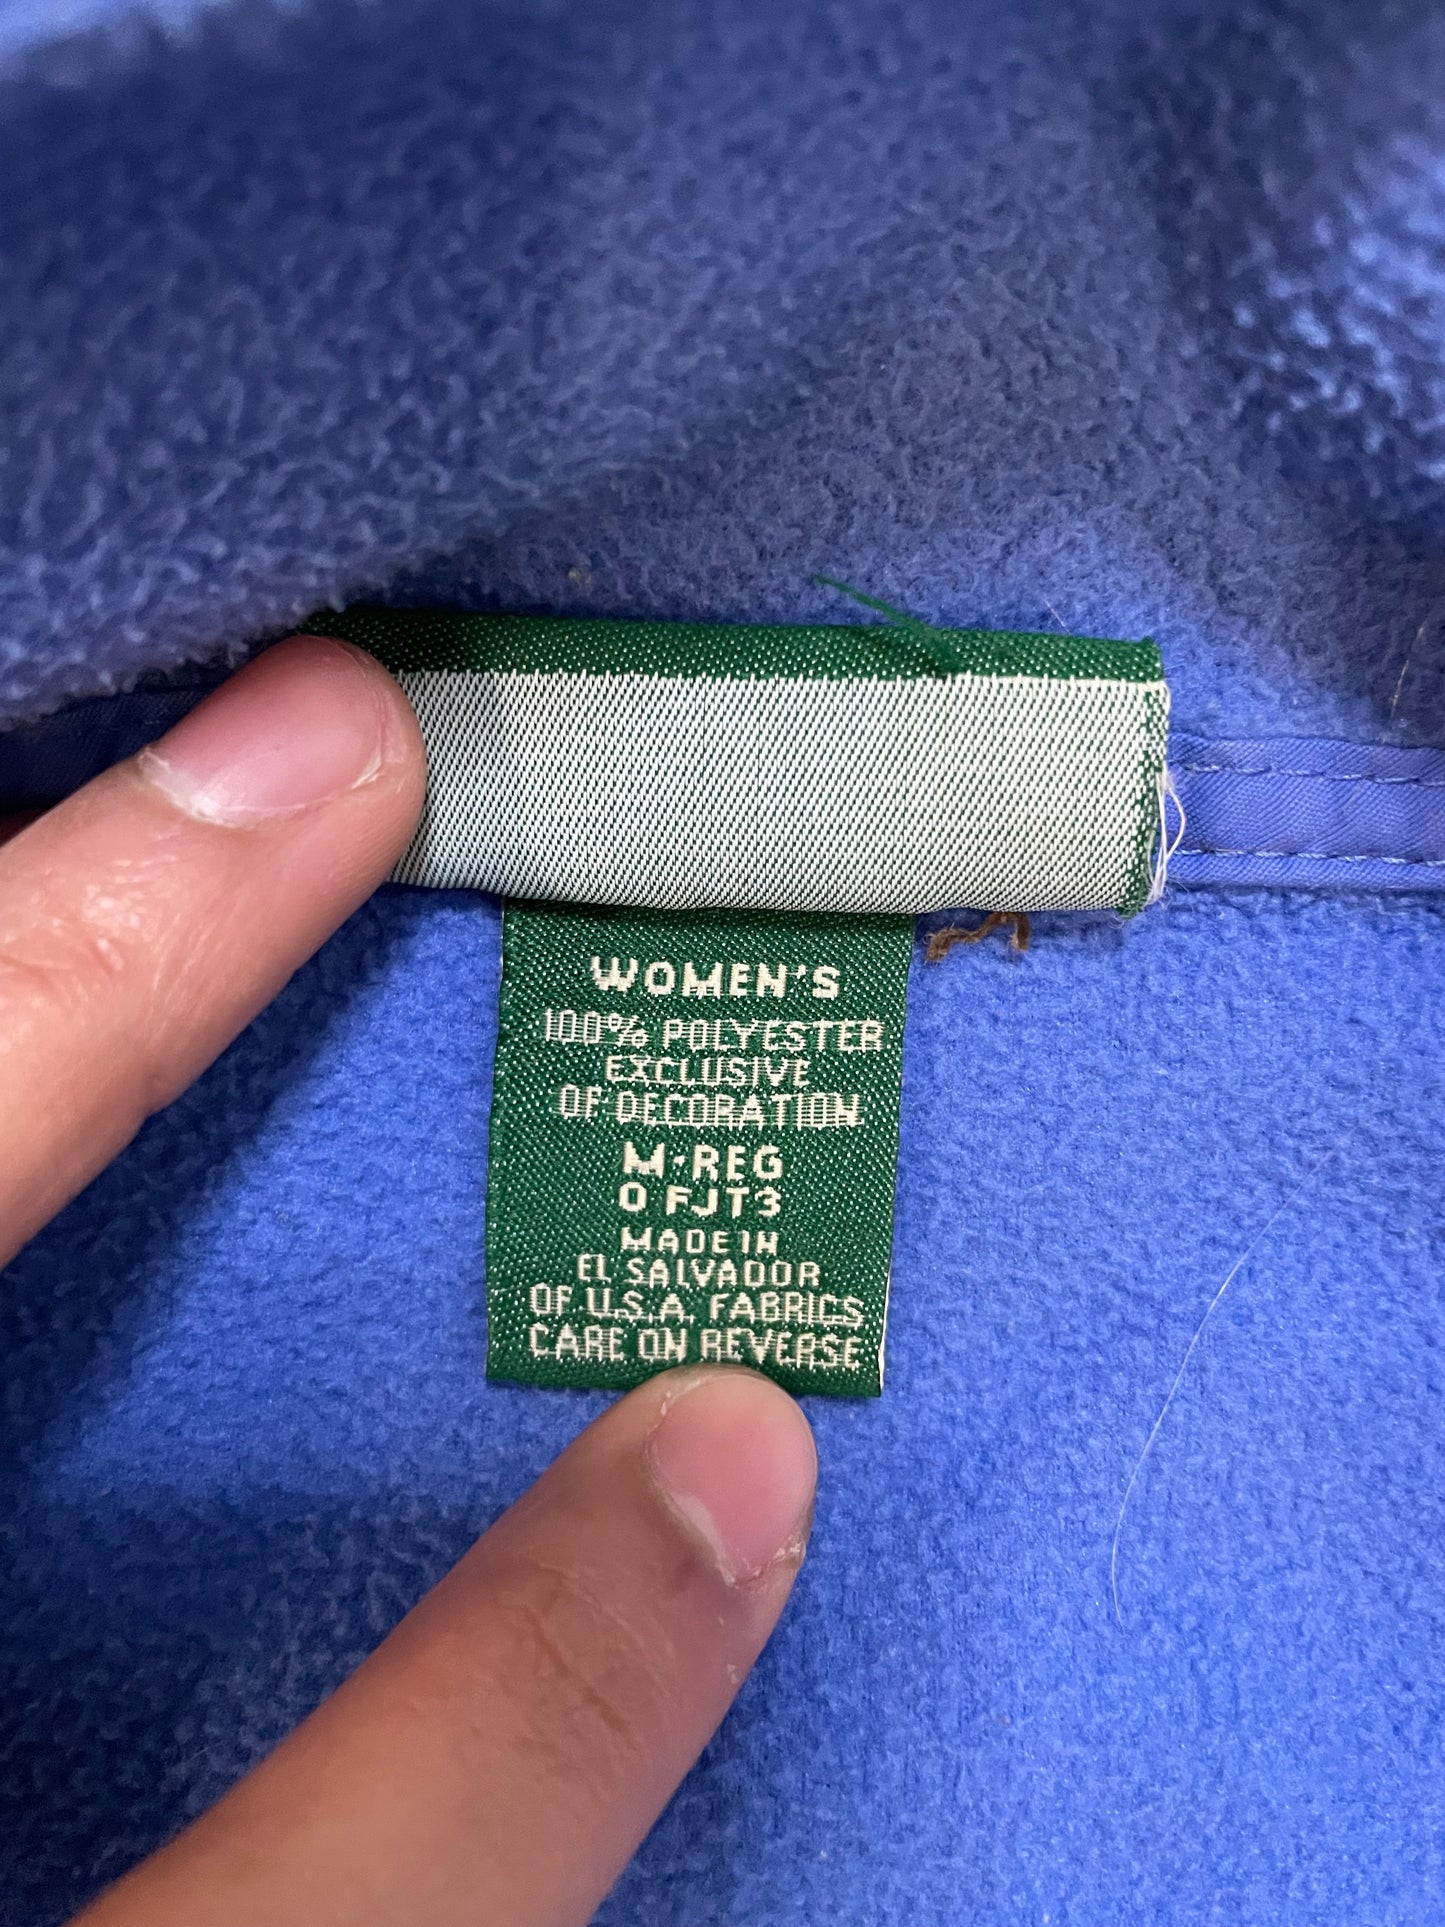 WOMEN'S
100% POLYESTER
EXCLUSIVE
OF DECORATION
M·REG
0 FJT3
MADE IN
EL SALVADOR
OF U.S.A. FABRICS
CARE ON REVERSE